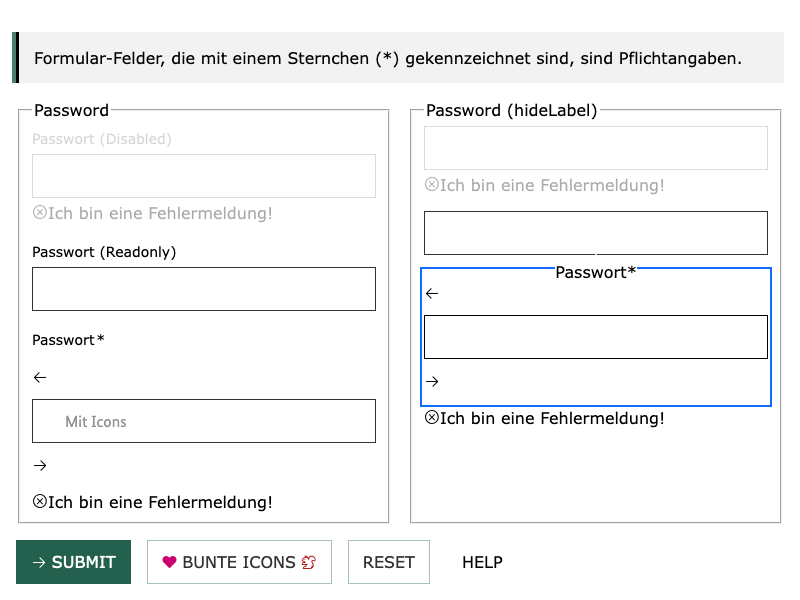 Formular-Felder, die mit einem Sternchen (*) gekennzeichnet sind, sind Pflichtangaben.
Password
Passwort (Disabled)
Ich bin eine Fehlermeldung!
Passwort (Readonly)
Passwort*
Mit Icons
Ich bin eine Fehlermeldung!
Password (hideLabel)
Ich bin eine Fehlermeldung!
Passwort*
Ich bin eine Fehlermeldung!
SUBMIT
BUNTE ICONS
RESET
HELP